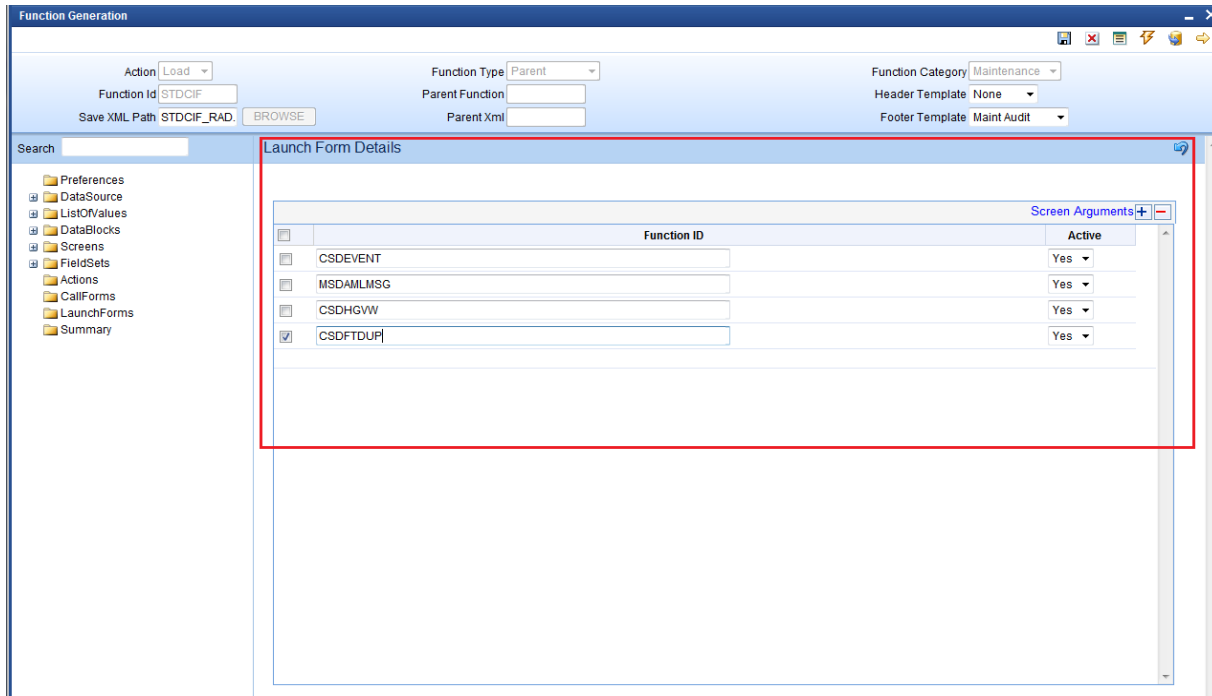 Function Generation
Action Load Function Type Parent Function Category Maintenance
Function Id STDCIF Parent Function Header Template None
Save XML Path STDCIF_RAD. BROWSE Parent Xml Footer Template Maint Audit
Search Launch Form Details
Preferences
DataSource
ListOfValues
DataBlocks
Screens
FieldSets
Actions
CallForms
LaunchForms
Summary
Screen Arguments
Function ID Active
CSDEVENT Yes
MSDAMLMSG Yes
CSDHGVW Yes
CSDFTDUP Yes